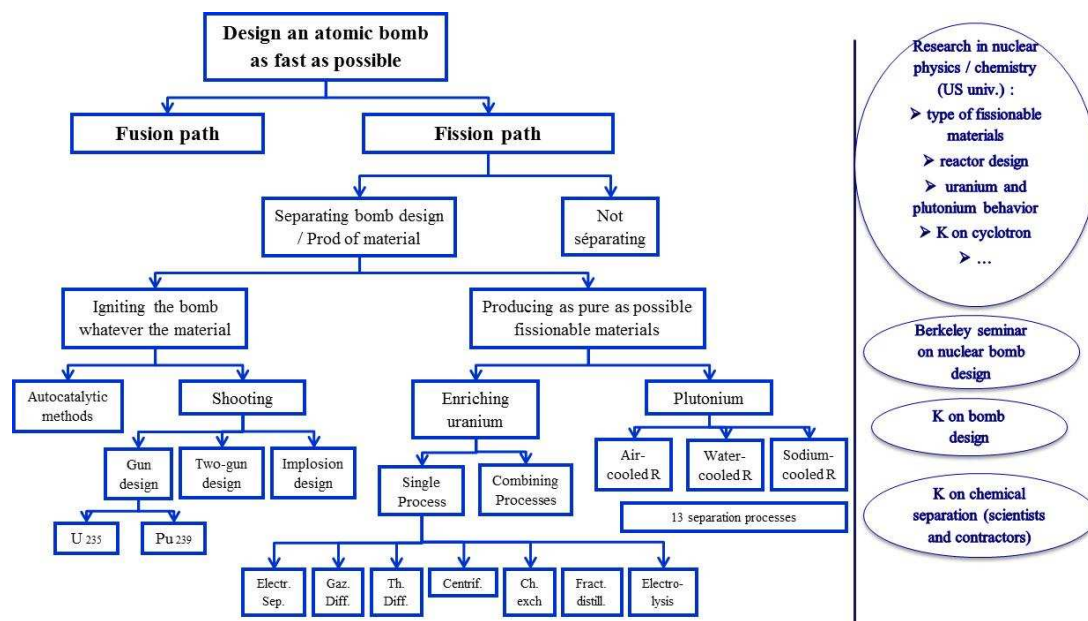 Design an atomic bomb
as fast as possible
Fusion path
Fission path
Separating bomb design
/ Prod of material
Not
séparating
Igniting the bomb
whatever the material
Producing as pure as possible
fissionable materials
Autocatalytic
methods
Shooting
Enriching
uranium
Plutonium
Gun
design
Two-gun
design
Implosion
design
Single
Process
Combining
Processes
Air-
cooled R
Water-
cooled R
Sodium-
cooled R
13 separation processes
U 235
Pu 239
Electr.
Sep.
Gaz.
Diff.
Th.
Diff.
Centrif.
Ch.
exch
Fract.
distill.
Electro-
lysis
Research in nuclear
physics / chemistry
(US univ.) :
➢ type of fissionable
materials
➢ reactor design
➢ uranium and
plutonium behavior
➢ K on cyclotron
➢ ...
Berkeley seminar
on nuclear bomb
design
K on bomb
design
K on chemical
separation (scientists
and contractors)